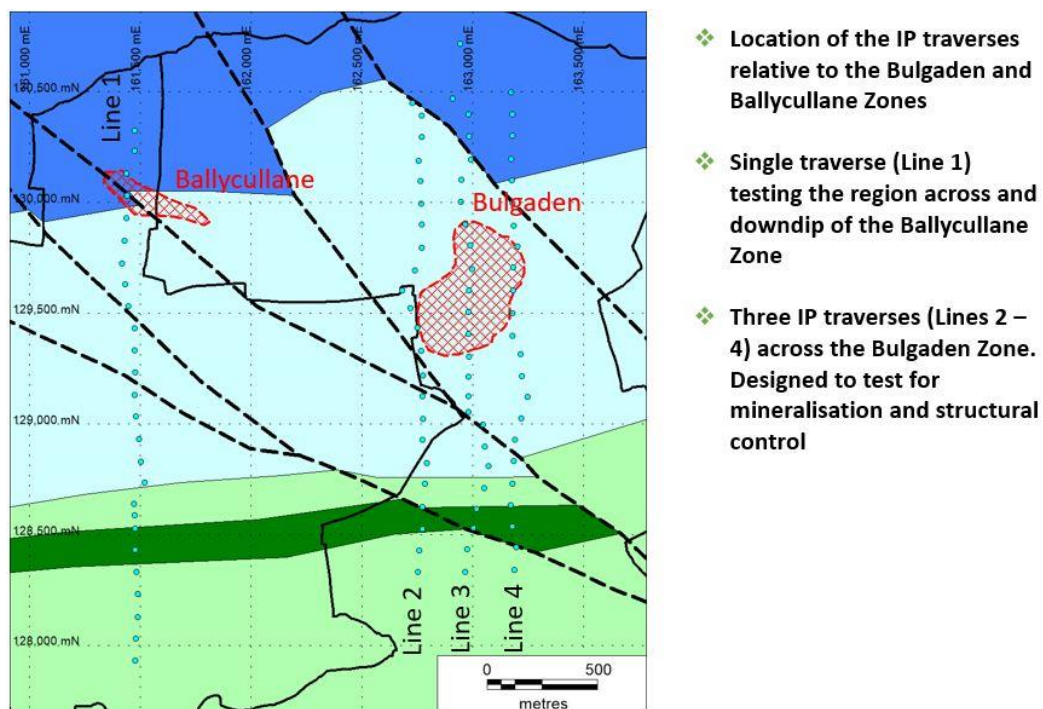 161,000 mE
161,500 mE
162,000 mE
162,500 mE
163,000 mE
163,500 mE
Line 1
130,500 mN
Ballycullane
130,000 mN
Bulgaden
129,500 mN
129,000 mN
128,500 mN
128,000 mN
Line 2
Line 3
Line 4
0 500
metres
Location of the IP traverses
relative to the Bulgaden and
Ballycullane Zones
Single traverse (Line 1)
testing the region across and
downdip of the Ballycullane
Zone
Three IP traverses (Lines 2 –
4) across the Bulgaden Zone.
Designed to test for
mineralisation and structural
control